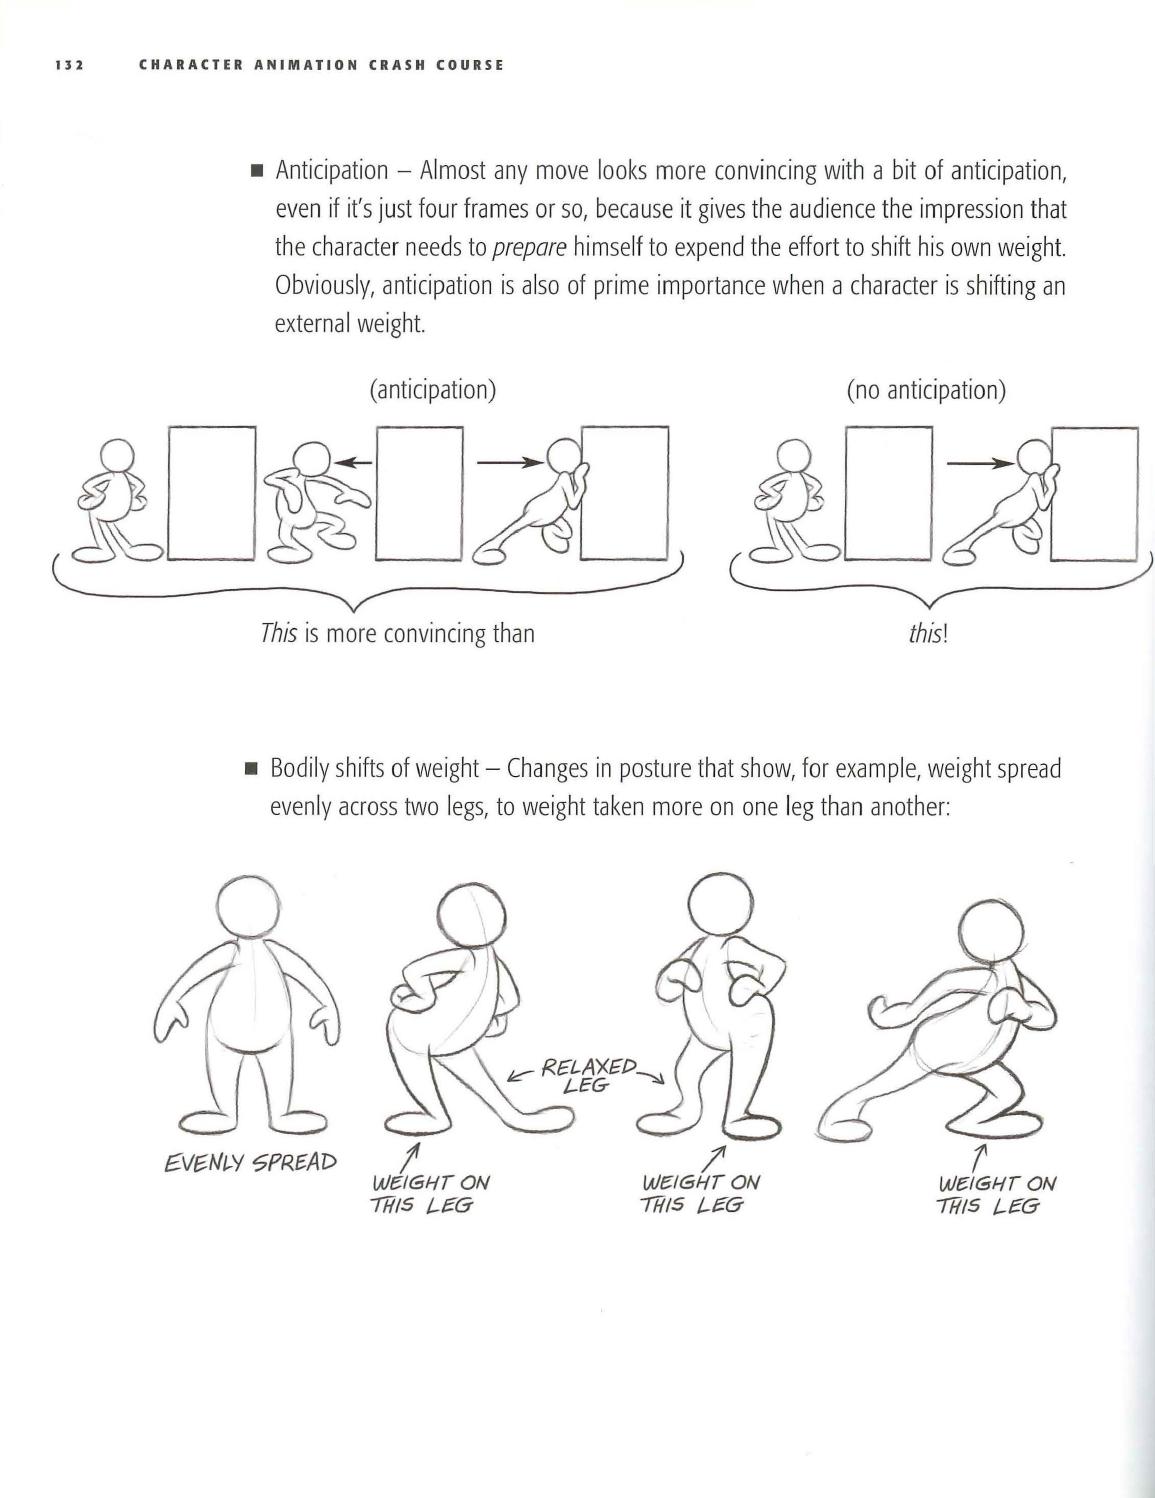 132 CHARACTER ANIMATION CRASH COURSE
■ Anticipation – Almost any move looks more convincing with a bit of anticipation,
even if it's just four frames or so, because it gives the audience the impression that
the character needs to prepare himself to expend the effort to shift his own weight.
Obviously, anticipation is also of prime importance when a character is shifting an
external weight.
(anticipation)
(no anticipation)
This is more convincing than
this!
■ Bodily shifts of weight – Changes in posture that show, for example, weight spread
evenly across two legs, to weight taken more on one leg than another:
RELAXED
LEG
EVENLY SPREAD
WEIGHT ON
THIS LEG
WEIGHT ON
THIS LEG
WEIGHT ON
THIS LEG